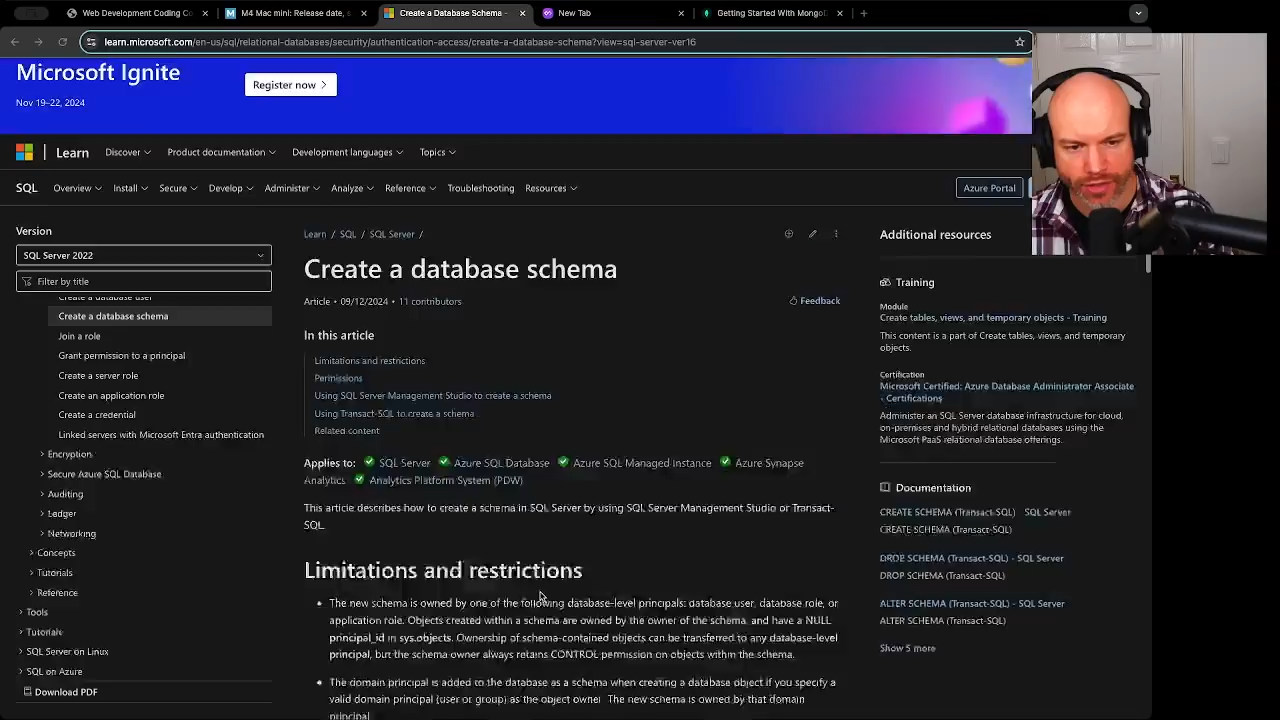 Web Development Coding Co
M4 Mac mini: Release date, s
Create a Database Schema -
New Tab
Getting Started With MongoD
learn.microsoft.com/en-us/sql/relational-databases/security/authentication-access/create-a-database-schema?view=sql-server-ver16
Microsoft Ignite
Register now
Nov 19–22, 2024
Learn
Discover
Product documentation
Development languages
Topics
SQL
Overview
Install
Secure
Develop
Administer
Analyze
Reference
Troubleshooting
Resources
Azure Portal
Version
SQL Server 2022
Filter by title
Create a database user
Create a database schema
Join a role
Grant permission to a principal
Create a server role
Create an application role
Create a credential
Linked servers with Microsoft Entra authentication
Encryption
Secure Azure SQL Database
Auditing
Ledger
Networking
Concepts
Tutorials
Reference
Tools
Tutorials
SQL Server on Linux
SQL on Azure
Download PDF
Learn / SQL / SQL Server /
Create a database schema
Article • 09/12/2024 • 11 contributors
Feedback
In this article
Limitations and restrictions
Permissions
Using SQL Server Management Studio to create a schema
Using Transact-SQL to create a schema
Related content
Applies to: SQL Server Azure SQL Database Azure SQL Managed Instance Azure Synapse
Analytics Analytics Platform System (PDW)
This article describes how to create a schema in SQL Server by using SQL Server Management Studio or Transact-
SQL.
Limitations and restrictions
• The new schema is owned by one of the following database-level principals: database user, database role, or
application role. Objects created within a schema are owned by the owner of the schema, and have a NULL
principal_id in sys.objects. Ownership of schema-contained objects can be transferred to any database-level
principal, but the schema owner always retains CONTROL permission on objects within the schema.
• The domain principal is added to the database as a schema when creating a database object if you specify a
valid domain principal (user or group) as the object owner. The new schema is owned by that domain
principal.
Additional resources
Training
Module
Create tables, views, and temporary objects - Training
This content is a part of Create tables, views, and temporary
objects.
Certification
Microsoft Certified: Azure Database Administrator Associate
- Certifications
Administer an SQL Server database infrastructure for cloud,
on-premises and hybrid relational databases using the
Microsoft PaaS relational database offerings.
Documentation
CREATE SCHEMA (Transact-SQL) - SQL Server
CREATE SCHEMA (Transact-SQL)
DROP SCHEMA (Transact-SQL) - SQL Server
DROP SCHEMA (Transact-SQL)
ALTER SCHEMA (Transact-SQL) - SQL Server
ALTER SCHEMA (Transact-SQL)
Show 5 more